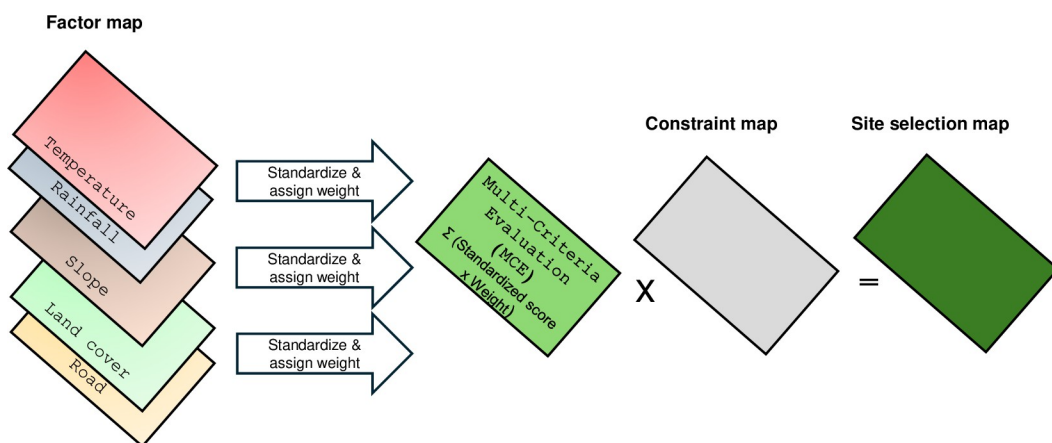 Factor map
Temperature
Rainfall
Slope
Land cover
Road
Standardize &
assign weight
Standardize &
assign weight
Standardize &
assign weight
Multi-Criteria
Evaluation
(MCE)
Σ (Standardized score
x Weight)
X
Constraint map
=
Site selection map